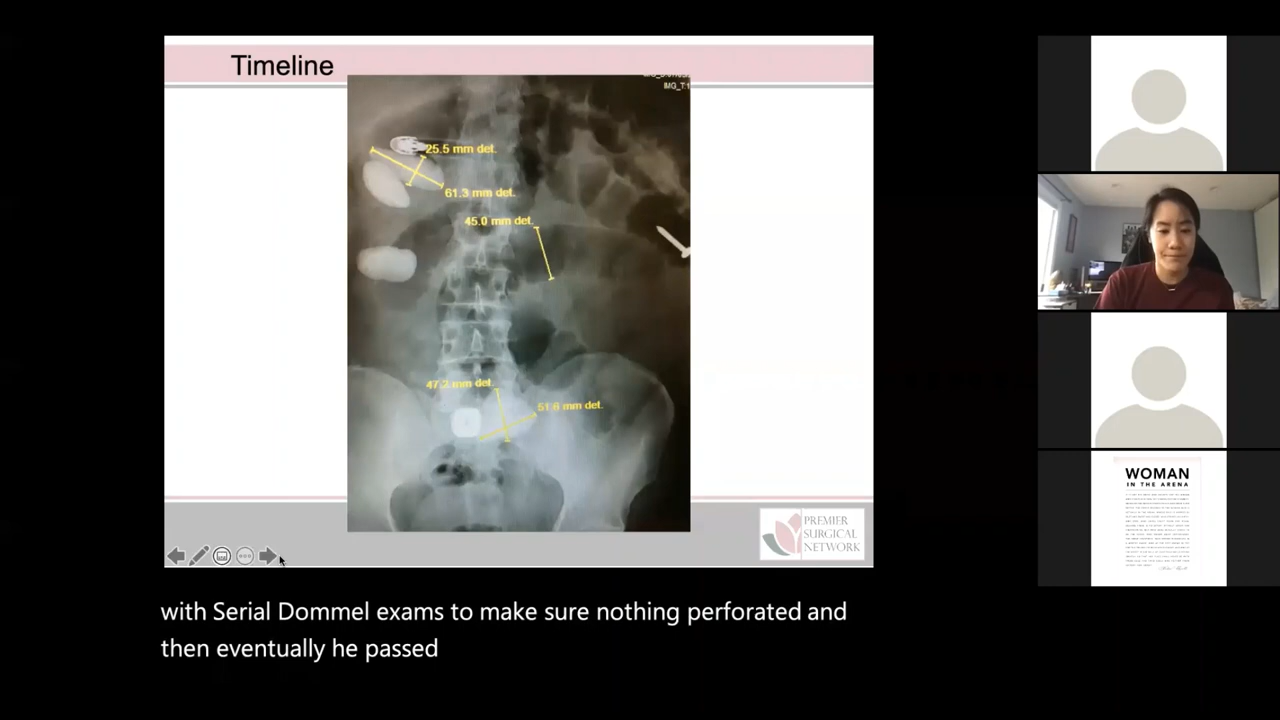 Timeline
IMG_T:1
25.5 mm det.
61.3 mm det.
45.0 mm det.
47.2 mm det.
51.6 mm det.
PREMIER
SURGICAL
NETWORK
with Serial Dommel exams to make sure nothing perforated and
then eventually he passed
WOMAN
IN THE ARENA